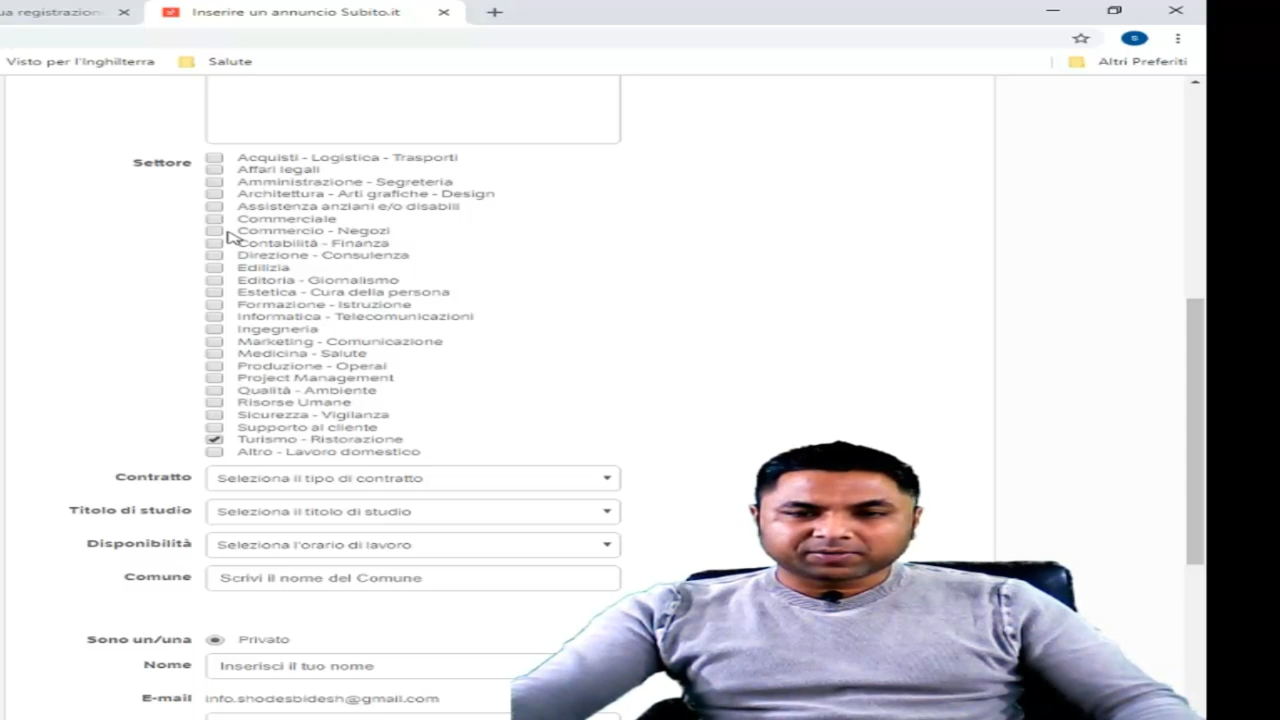 ua registrazion
Inserire un annuncio Subito.it
Visto per l'Inghilterra
Salute
Altri Preferiti
Settore
Acquisti - Logistica - Trasporti
Affari legali
Amministrazione - Segreteria
Architettura - Arti grafiche - Design
Assistenza anziani e/o disabili
Commerciale
Commercio - Negozi
Contabilità - Finanza
Direzione - Consulenza
Edilizia
Editoria - Giornalismo
Estetica - Cura della persona
Formazione - Istruzione
Informatica - Telecomunicazioni
Ingegneria
Marketing - Comunicazione
Medicina - Salute
Produzione - Operai
Project Management
Qualità - Ambiente
Risorse Umane
Sicurezza - Vigilanza
Supporto al cliente
Turismo - Ristorazione
Altro - Lavoro domestico
Contratto Seleziona il tipo di contratto
Titolo di studio Seleziona il titolo di studio
Disponibilità Seleziona l'orario di lavoro
Comune Scrivi il nome del Comune
Sono un/una Privato
Nome Inserisci il tuo nome
E-mail info.shodesbidesh@gmail.com